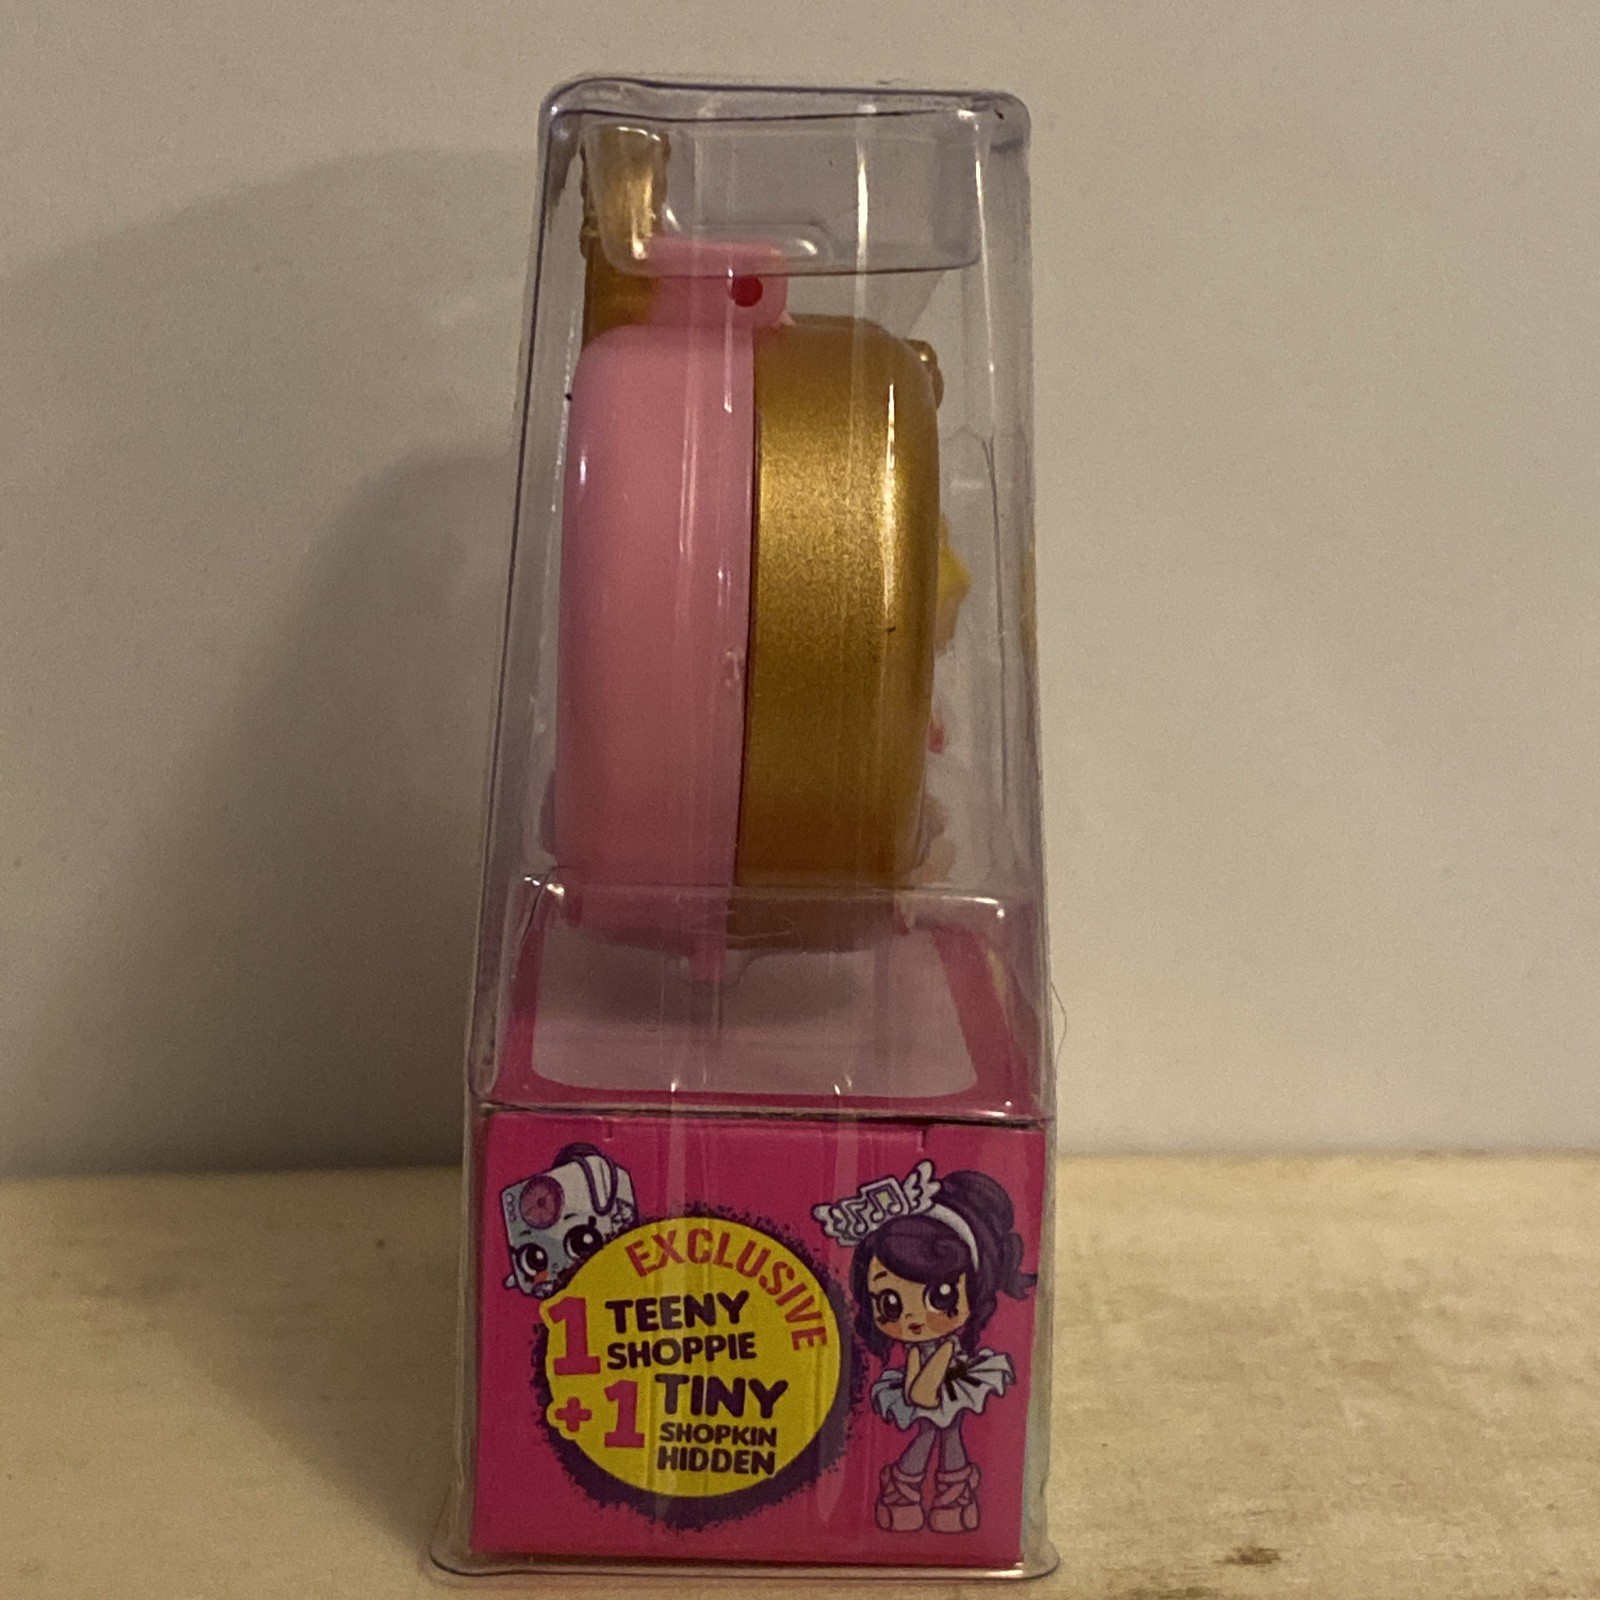 EXCLUSIVE
1 TEENY
SHOPPIE
+1 TINY
SHOPKIN
HIDDEN